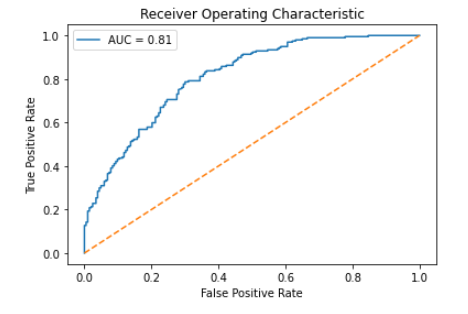 Receiver Operating Characteristic
AUC = 0.81
True Positive Rate
1.0
0.8
0.6
0.4
0.2
0.0
0.0 0.2 0.4 0.6 0.8 1.0
False Positive Rate